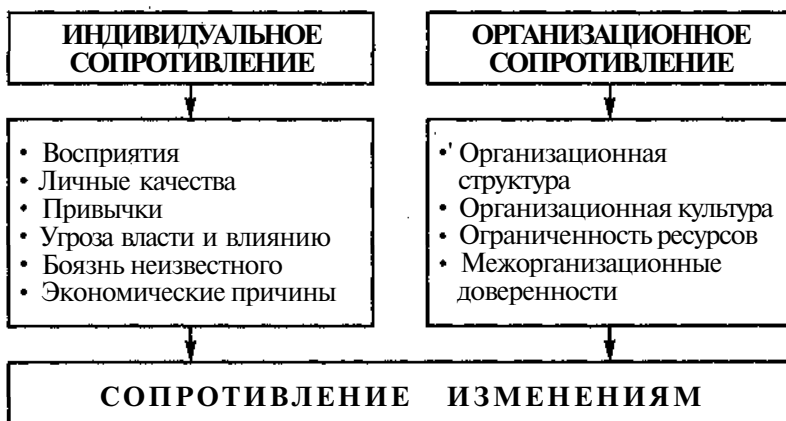 ИНДИВИДУАЛЬНОЕ
СОПРОТИВЛЕНИЕ
• Восприятия
• Личные качества
• Привычки
• Угроза власти и влиянию
• Боязнь неизвестного
• Экономические причины
ОРГАНИЗАЦИОННОЕ
СОПРОТИВЛЕНИЕ
•' Организационная
структура
• Организационная культура
• Ограниченность ресурсов
• Межорганизационные
доверенности
СОПРОТИВЛЕНИЕ ИЗМЕНЕНИЯМ